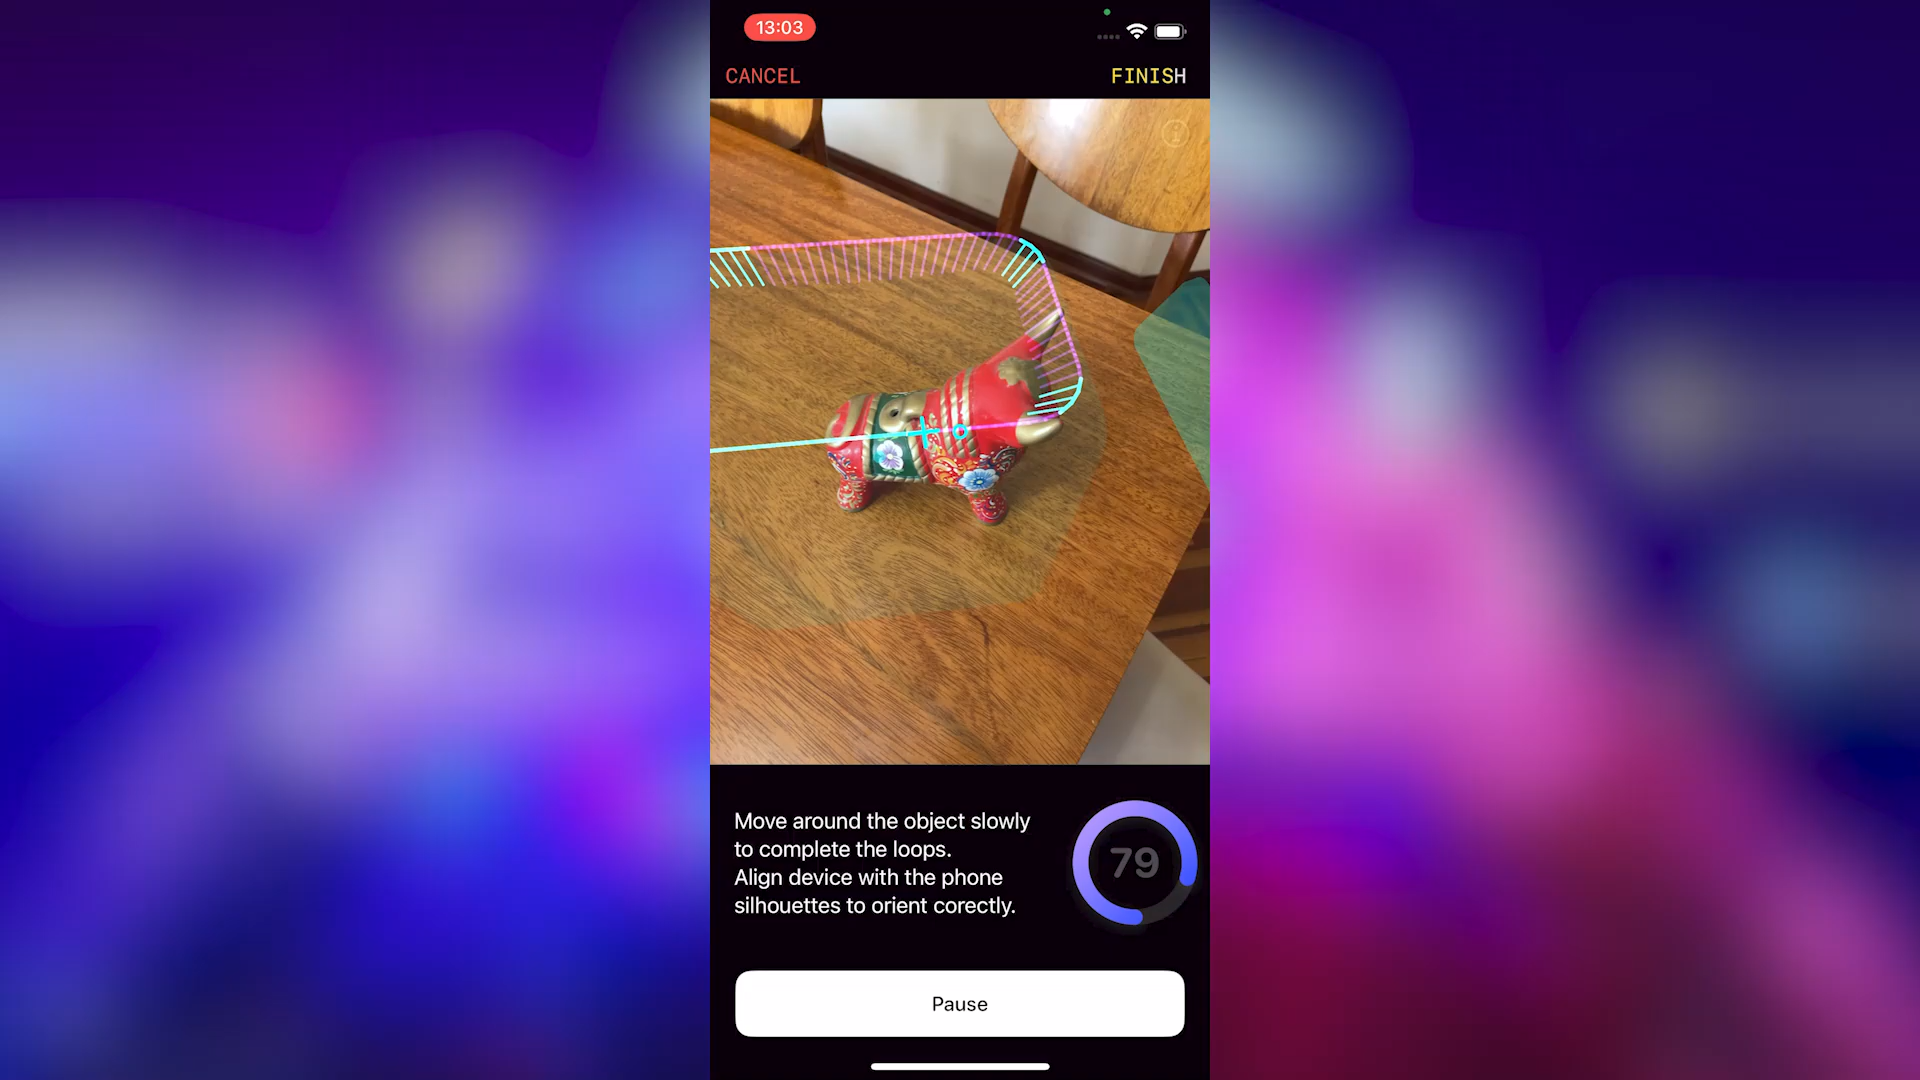 13:03
CANCEL
FINISH
Move around the object slowly
to complete the loops.
Align device with the phone
silhouettes to orient corectly.
79
Pause